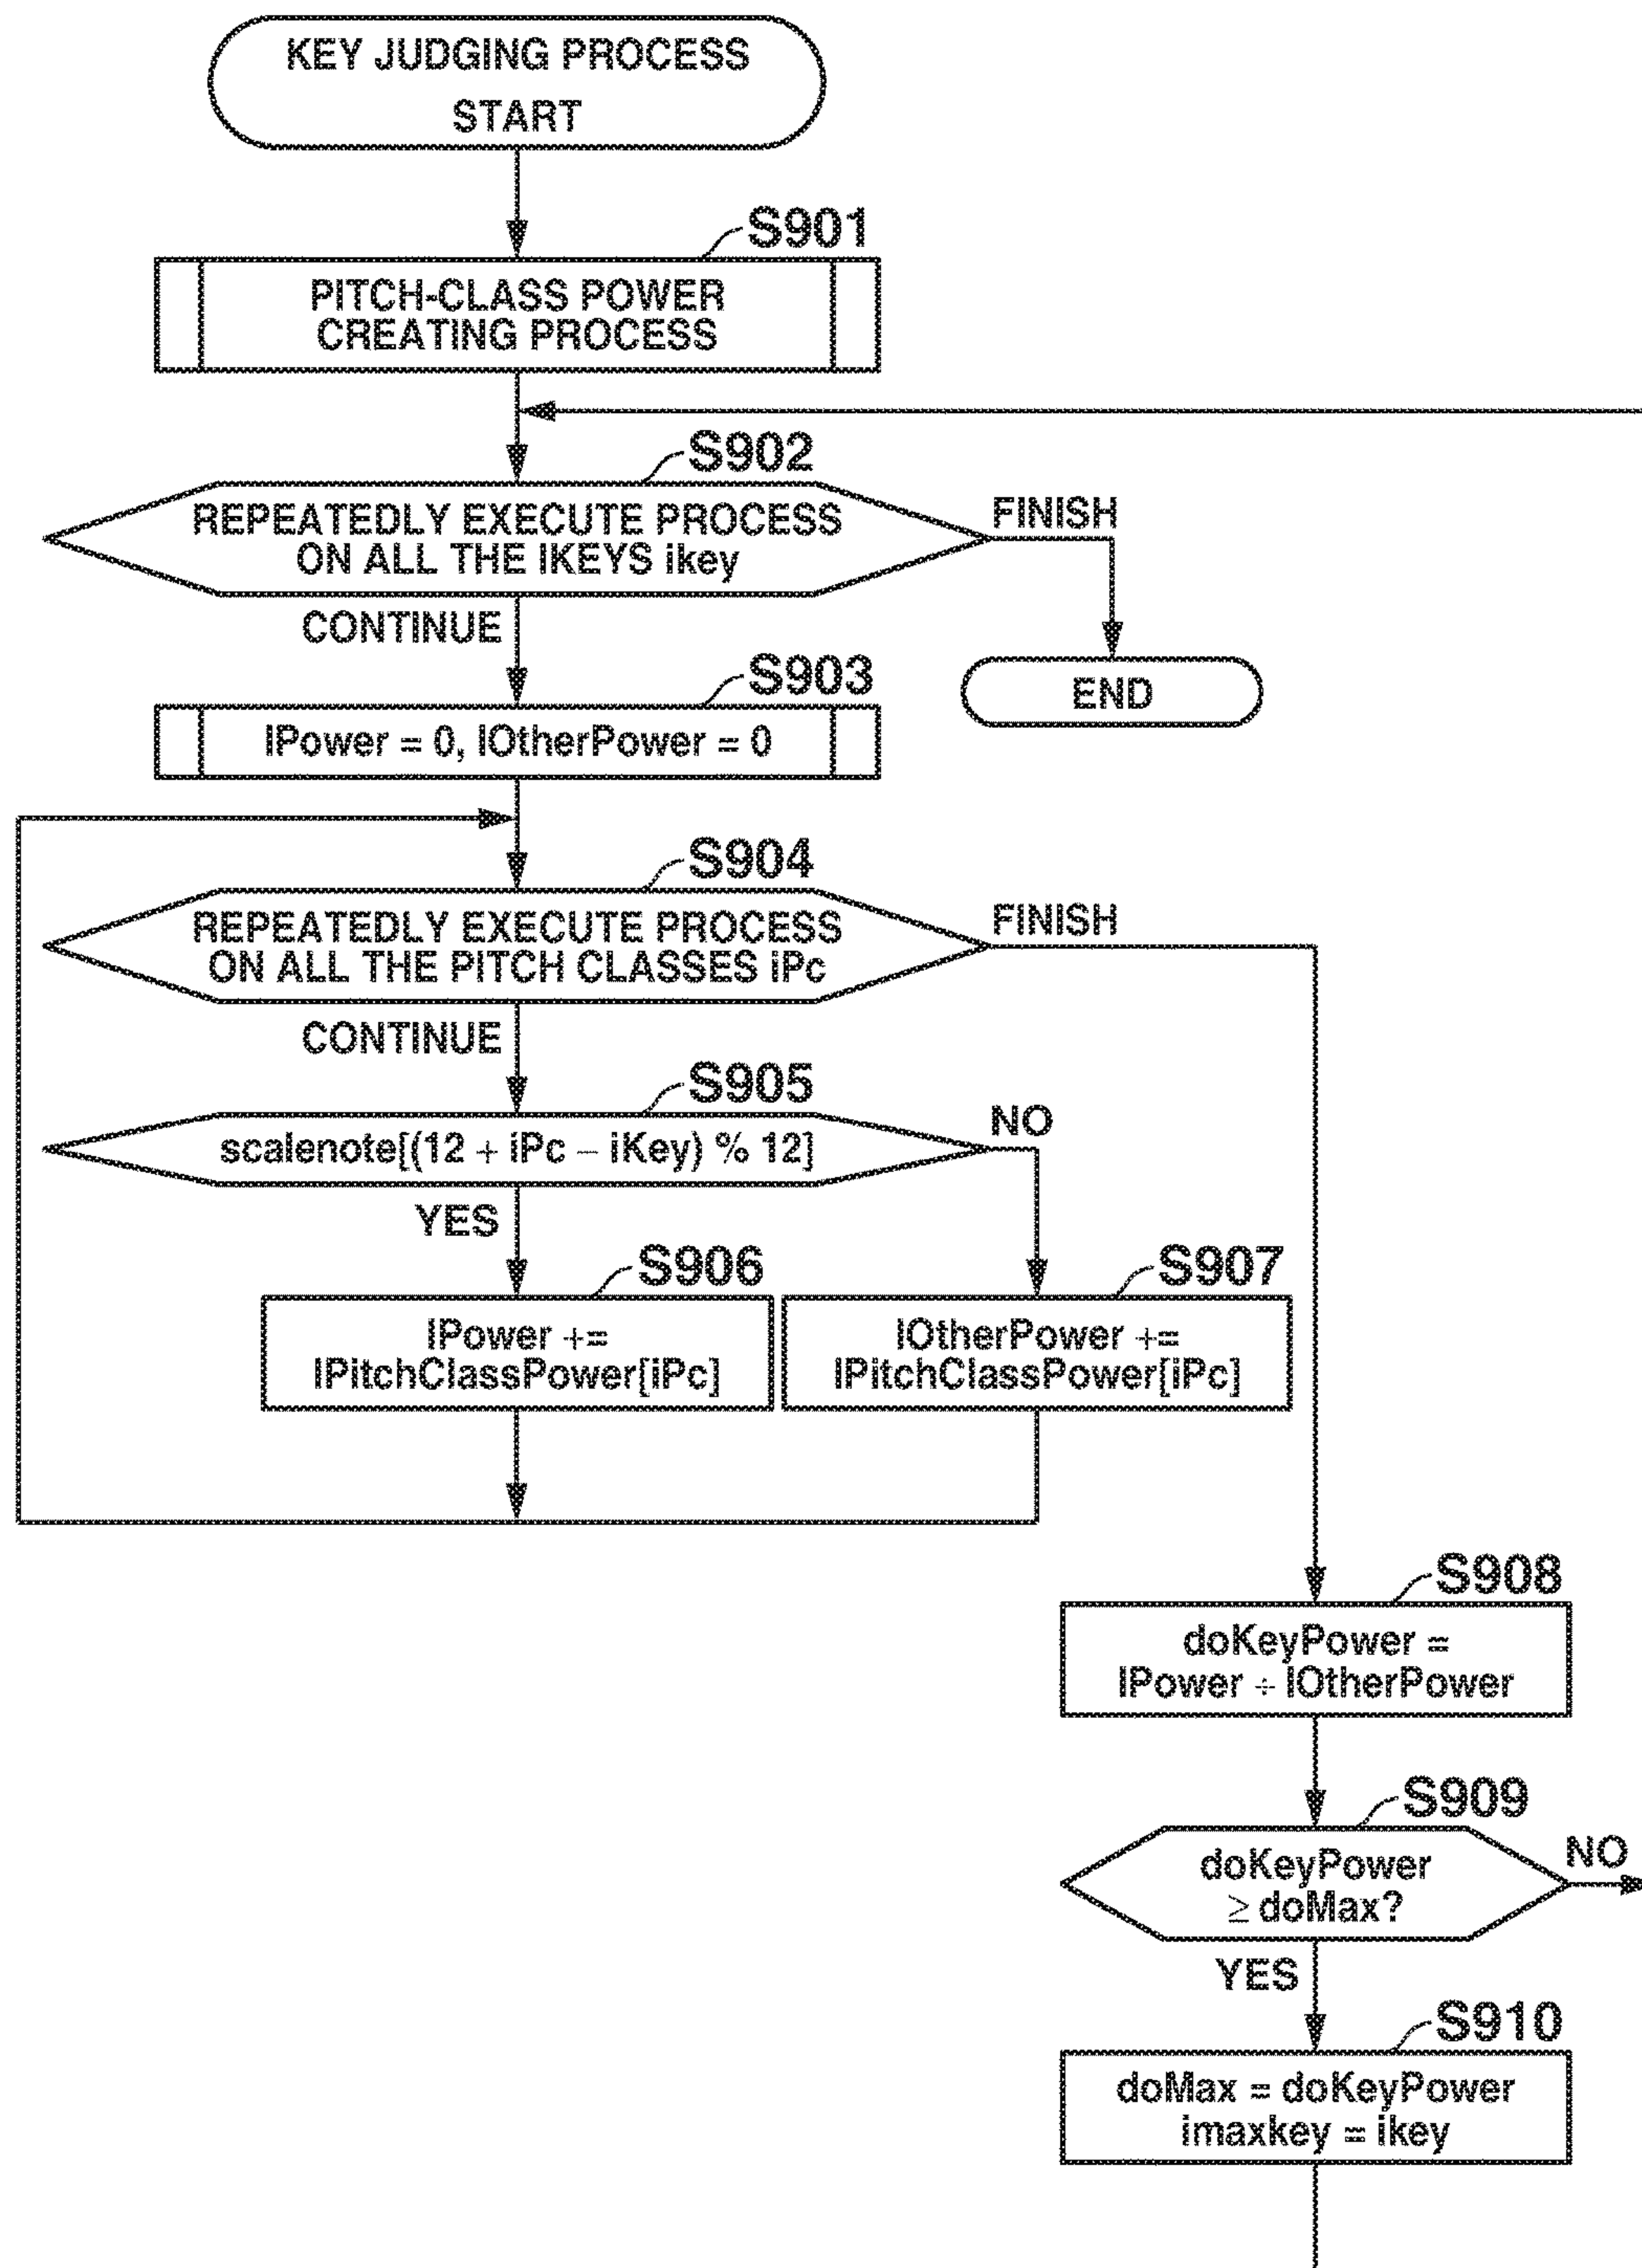 KEY JUDGING PROCESS
START
S901
PITCH-CLASS POWER
CREATING PROCESS
S902
REPEATEDLY EXECUTE PROCESS
ON ALL THE IKEYS ikey
FINISH
CONTINUE
END
S903
IPower = 0, IOtherPower = 0
S904
REPEATEDLY EXECUTE PROCESS
ON ALL THE PITCH CLASSES iPc
FINISH
CONTINUE
S905
scalenote[(12 + iPc – iKey) % 12]
NO
YES
S906
IPower +=
IPitchClassPower[iPc]
S907
IOtherPower +=
IPitchClassPower[iPc]
S908
doKeyPower =
IPower ÷ IOtherPower
S909
doKeyPower
≥ doMax?
NO
YES
S910
doMax = doKeyPower
imaxkey = ikey